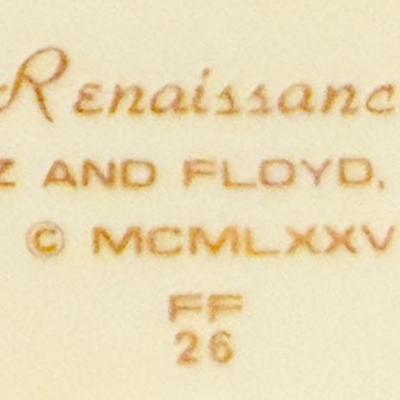 Renaissanc
Z AND FLOYD,
© MCMLXXV
FF
26